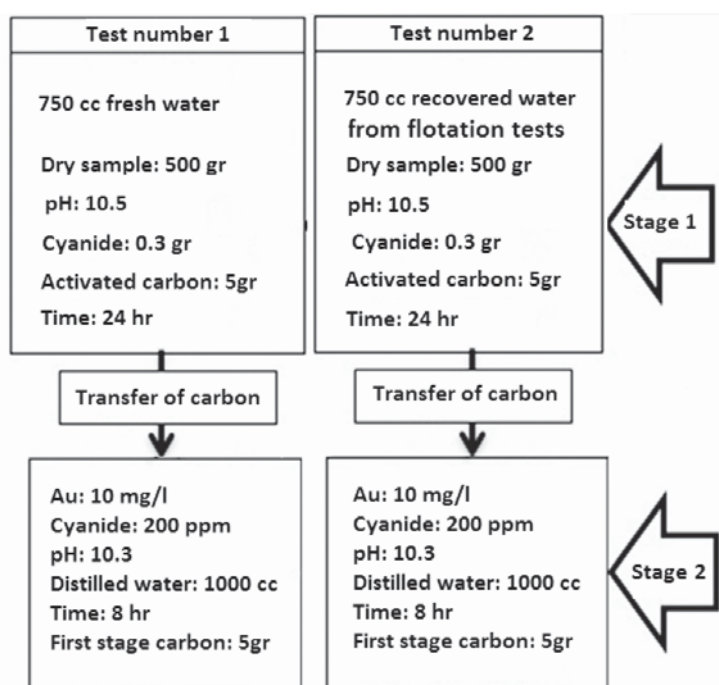 Test number 1
750 cc fresh water
Dry sample: 500 gr
pH: 10.5
Cyanide: 0.3 gr
Activated carbon: 5gr
Time: 24 hr
Test number 2
750 cc recovered water
from flotation tests
Dry sample: 500 gr
pH: 10.5
Cyanide: 0.3 gr
Activated carbon: 5gr
Time: 24 hr
Stage 1
Transfer of carbon
Transfer of carbon
Au: 10 mg/l
Cyanide: 200 ppm
pH: 10.3
Distilled water: 1000 cc
Time: 8 hr
First stage carbon: 5gr
Au: 10 mg/l
Cyanide: 200 ppm
pH: 10.3
Distilled water: 1000 cc
Time: 8 hr
First stage carbon: 5gr
Stage 2